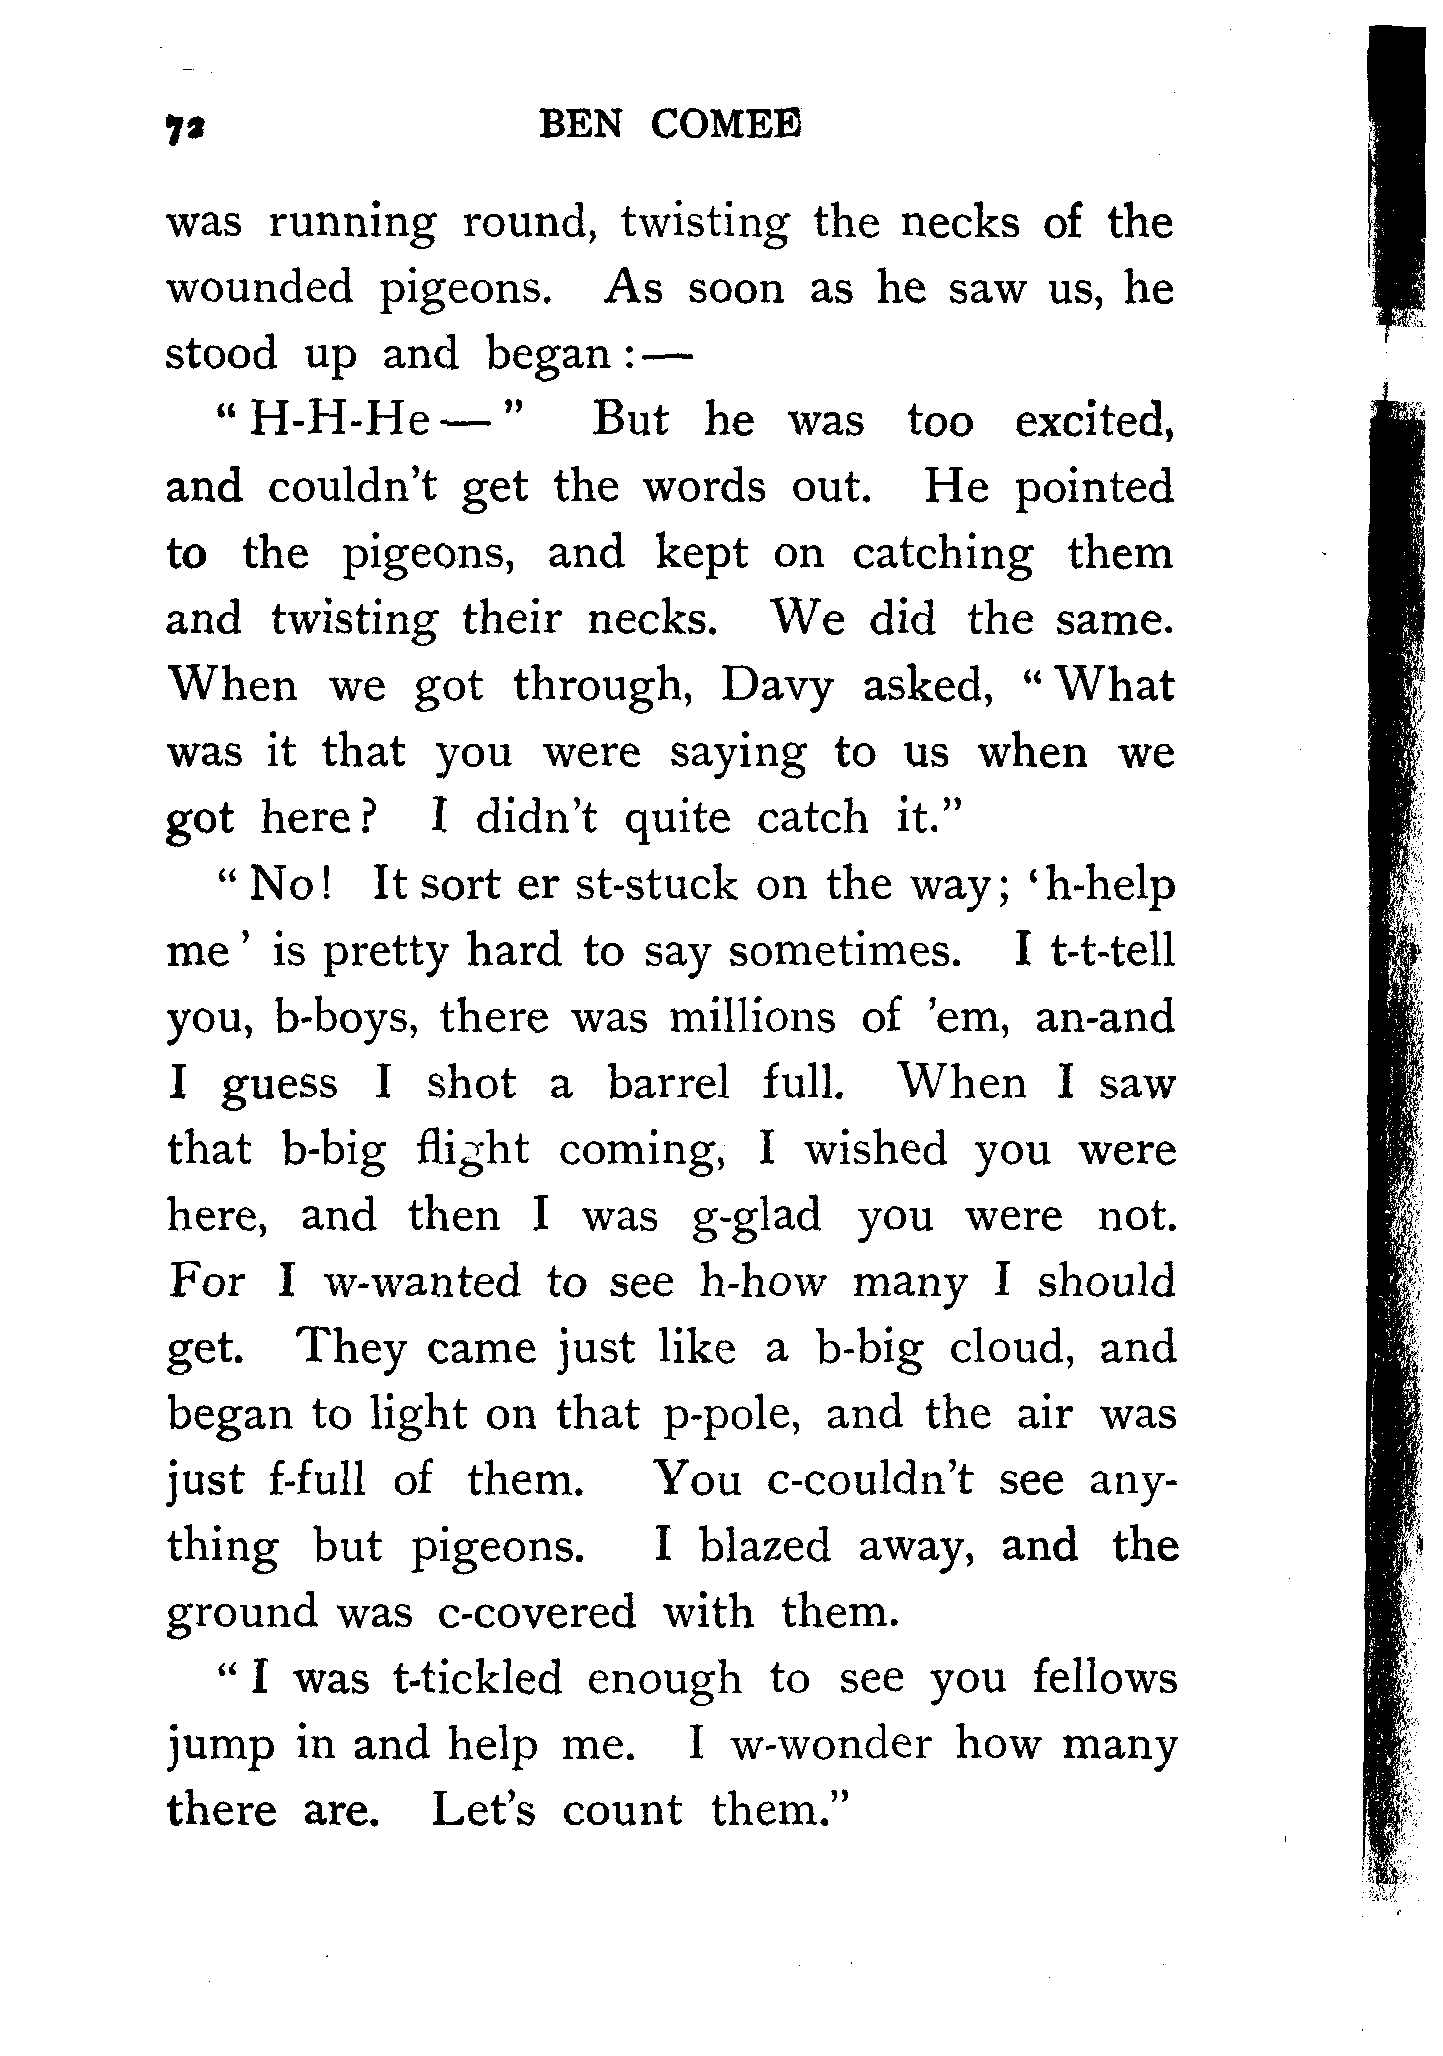 72 BEN COMEE
was running round, twisting the necks of the
wounded pigeons. As soon as he saw us, he
stood up and began :—
“ H-H-He — ” But he was too excited,
and couldn’t get the words out. He pointed
to the pigeons, and kept on catching them
and twisting their necks. We did the same.
When we got through, Davy asked, “ What
was it that you were saying to us when we
got here? I didn’t quite catch it.”
“ No! It sort er st-stuck on the way; ‘h-help
me ’ is pretty hard to say sometimes. I t-t-tell
you, b-boys, there was millions of ’em, an-and
I guess I shot a barrel full. When I saw
that b-big flight coming, I wished you were
here, and then I was g-glad you were not.
For I w-wanted to see h-how many I should
get. They came just like a b-big cloud, and
began to light on that p-pole, and the air was
just f-full of them. You c-couldn’t see any-
thing but pigeons. I blazed away, and the
ground was c-covered with them.
“ I was t-tickled enough to see you fellows
jump in and help me. I w-wonder how many
there are. Let’s count them.”